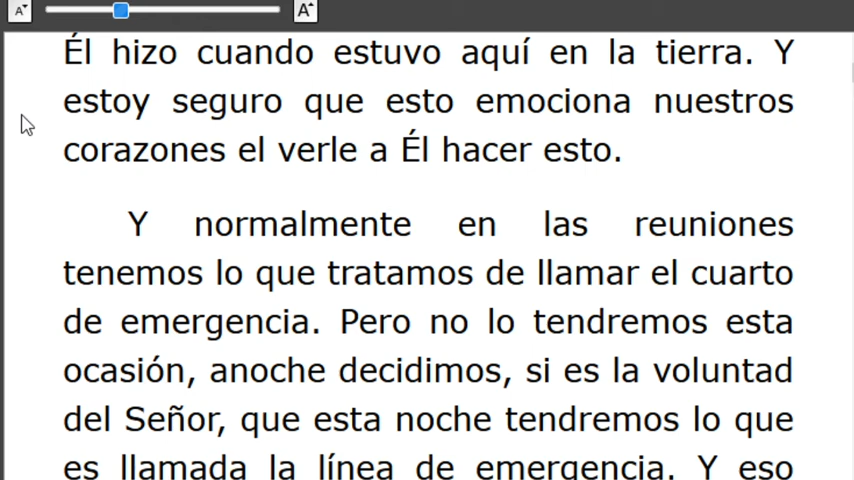 A A
Él hizo cuando estuvo aquí en la tierra. Y
estoy seguro que esto emociona nuestros
corazones el verle a Él hacer esto.
Y normalmente en las reuniones
tenemos lo que tratamos de llamar el cuarto
de emergencia. Pero no lo tendremos esta
ocasión, anoche decidimos, si es la voluntad
del Señor, que esta noche tendremos lo que
es llamada la línea de emergencia. Y eso